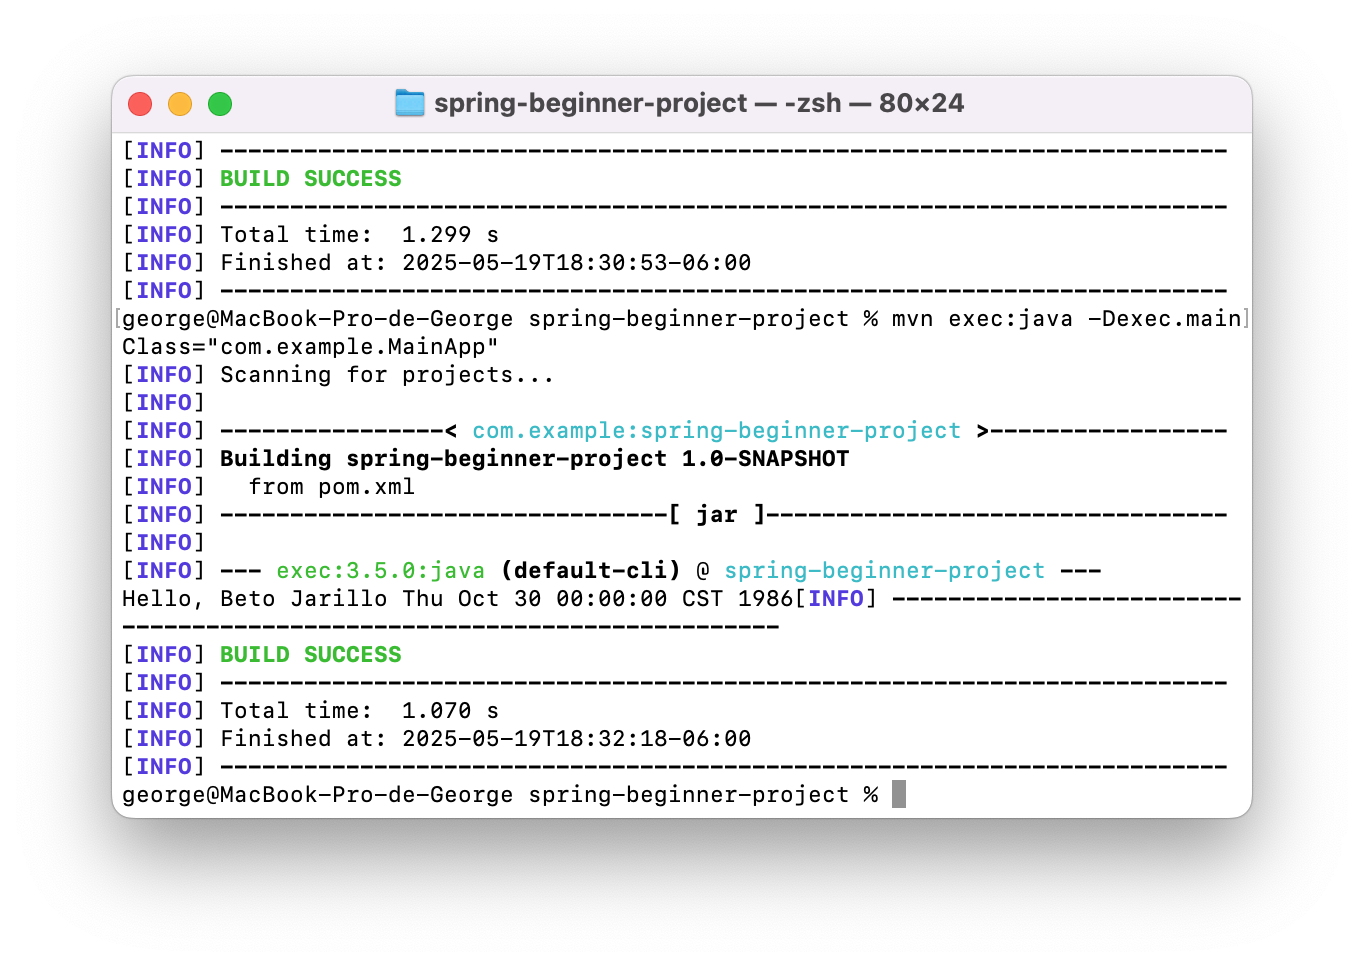 spring-beginner-project — -zsh — 80×24
[INFO] ------------------------------------------------------------------------
[INFO] BUILD SUCCESS
[INFO] ------------------------------------------------------------------------
[INFO] Total time:  1.299 s
[INFO] Finished at: 2025-05-19T18:30:53-06:00
[INFO] ------------------------------------------------------------------------
[george@MacBook-Pro-de-George spring-beginner-project % mvn exec:java -Dexec.main]
Class="com.example.MainApp"
[INFO] Scanning for projects...
[INFO]
[INFO] ----------------< com.example:spring-beginner-project >-----------------
[INFO] Building spring-beginner-project 1.0-SNAPSHOT
[INFO]   from pom.xml
[INFO] --------------------------------[ jar ]---------------------------------
[INFO]
[INFO] --- exec:3.5.0:java (default-cli) @ spring-beginner-project ---
Hello, Beto Jarillo Thu Oct 30 00:00:00 CST 1986[INFO] -------------------------
-----------------------------------------------
[INFO] BUILD SUCCESS
[INFO] ------------------------------------------------------------------------
[INFO] Total time:  1.070 s
[INFO] Finished at: 2025-05-19T18:32:18-06:00
[INFO] ------------------------------------------------------------------------
george@MacBook-Pro-de-George spring-beginner-project %